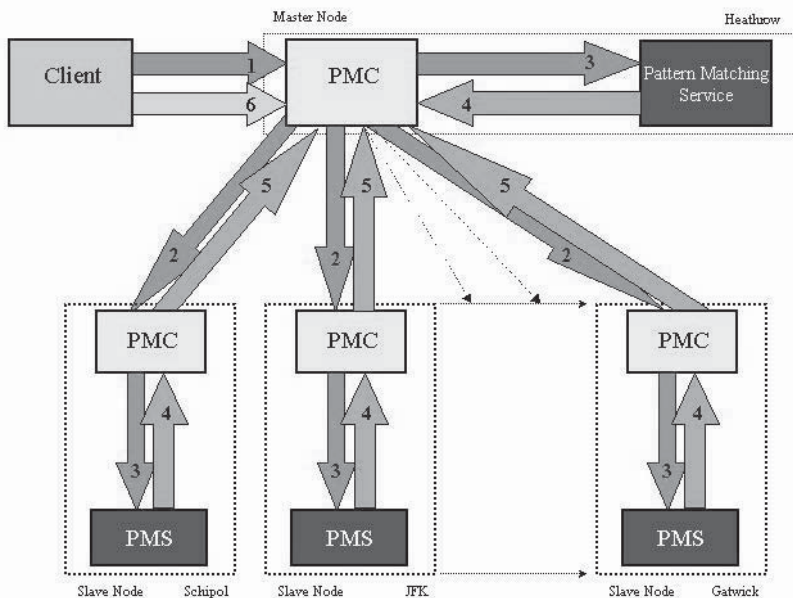 Master Node
Heathrow
Client
1
6
PMC
3
4
Pattern Matching
Service
2
5
2
5
2
5
PMC
PMC
PMC
3
4
3
4
3
4
PMS
PMS
PMS
Slave Node
Schipol
Slave Node
JFK
Slave Node
Gatwick